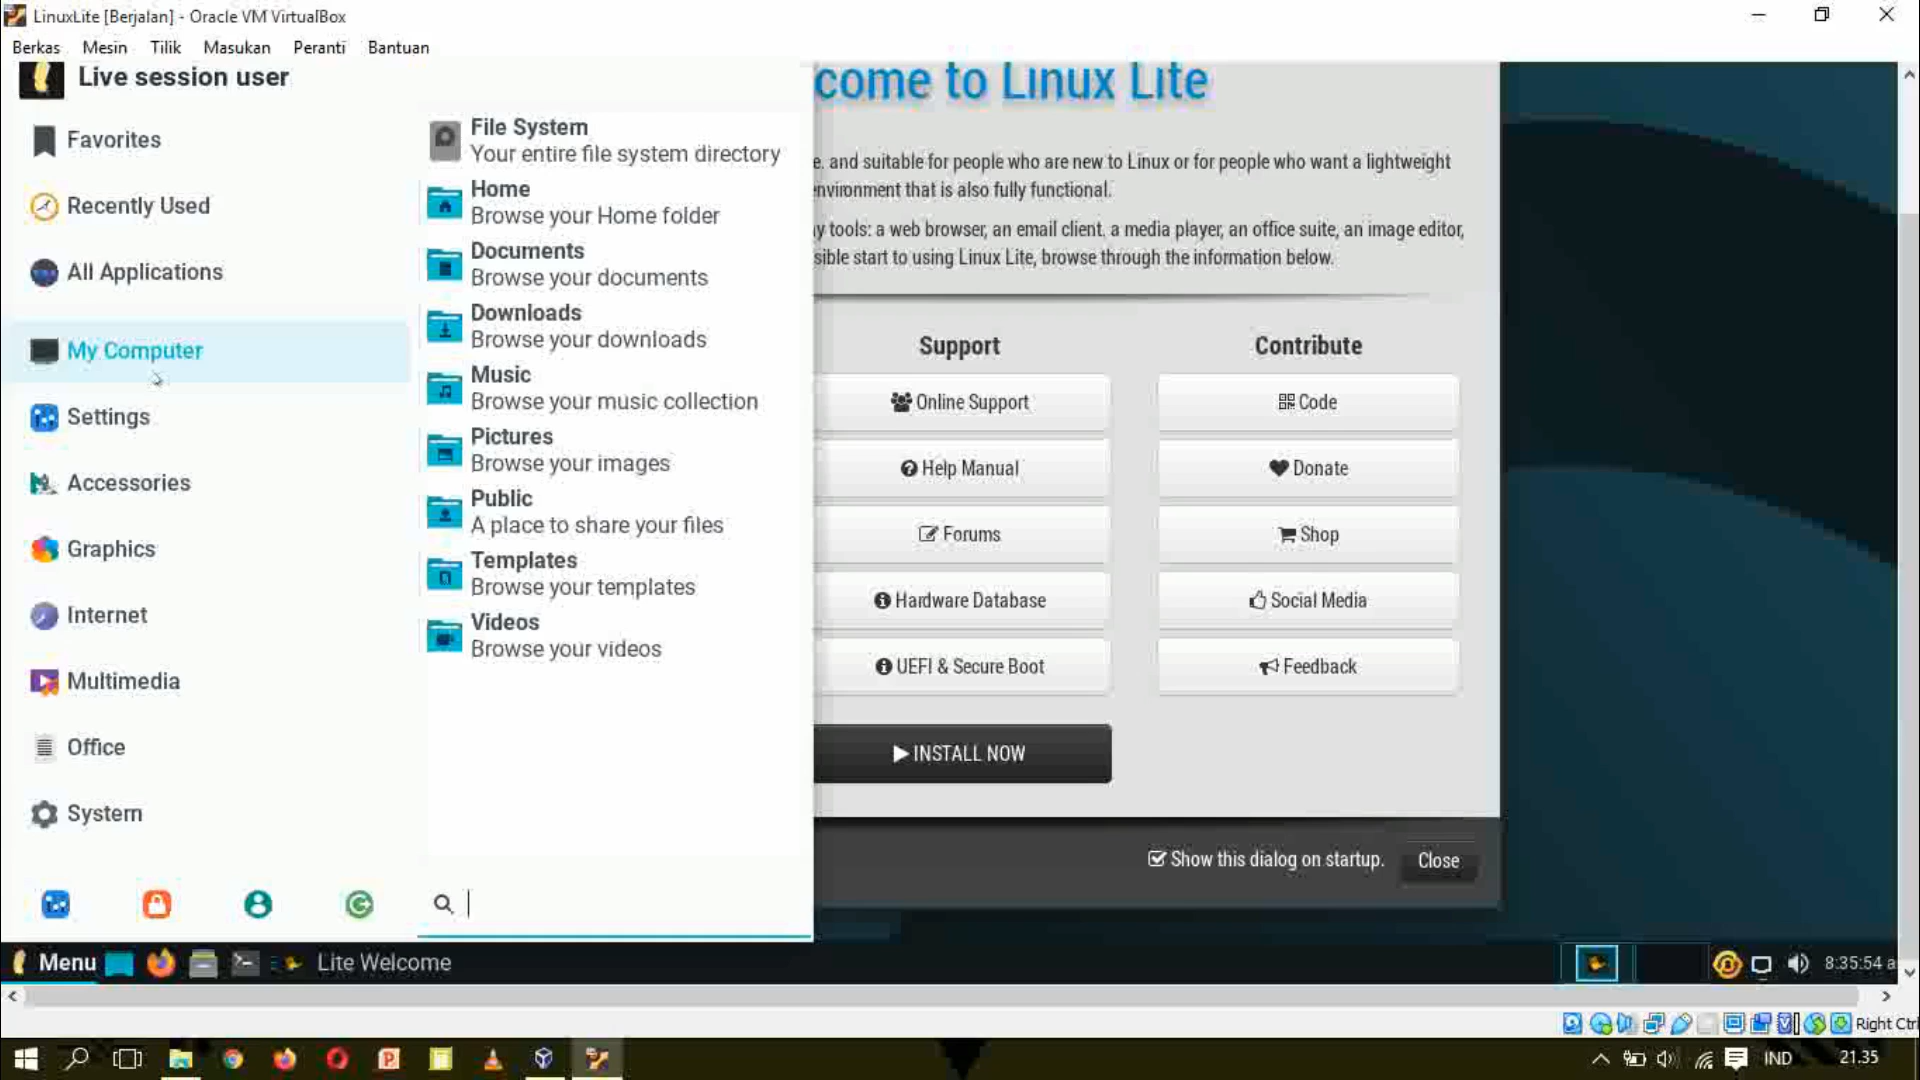 LinuxLite [Berjalan] - Oracle VM VirtualBox
Berkas Mesin Tilik Masukan Peranti Bantuan
Live session user
Favorites
Recently Used
All Applications
My Computer
Settings
Accessories
Graphics
Internet
Multimedia
Office
System
File System
Your entire file system directory
Home
Browse your Home folder
Documents
Browse your documents
Downloads
Browse your downloads
Music
Browse your music collection
Pictures
Browse your images
Public
A place to share your files
Templates
Browse your templates
Videos
Browse your videos
come to Linux Lite
e. and suitable for people who are new to Linux or for people who want a lightweight
nvironment that is also fully functional.
y tools: a web browser, an email client, a media player, an office suite, an image editor,
sible start to using Linux Lite, browse through the information below.
Support
Online Support
Help Manual
Forums
Hardware Database
UEFI & Secure Boot
INSTALL NOW
Contribute
Code
Donate
Shop
Social Media
Feedback
Show this dialog on startup.
Close
Menu
Lite Welcome
8:35:54 a
Right Ctrl
IND
21.35